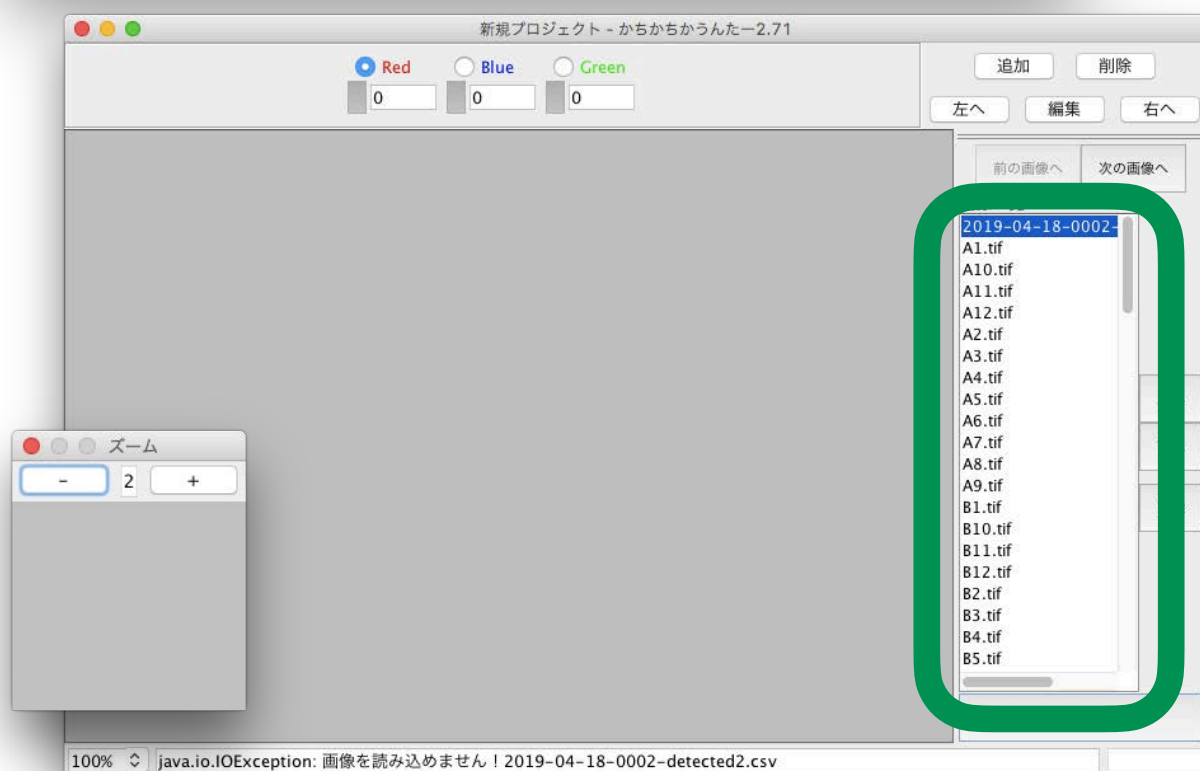 新規プロジェクト - かちかちかうんたー2.71
Red Blue Green
0 0 0
追加 削除
左へ 編集 右へ
前の画像へ 次の画像へ
2019-04-18-0002-
A1.tif
A10.tif
A11.tif
A12.tif
A2.tif
A3.tif
A4.tif
A5.tif
A6.tif
A7.tif
A8.tif
A9.tif
B1.tif
B10.tif
B11.tif
B12.tif
B2.tif
B3.tif
B4.tif
B5.tif
ズーム
- 2 +
100% java.io.IOException: 画像を読み込めません！2019-04-18-0002-detected2.csv